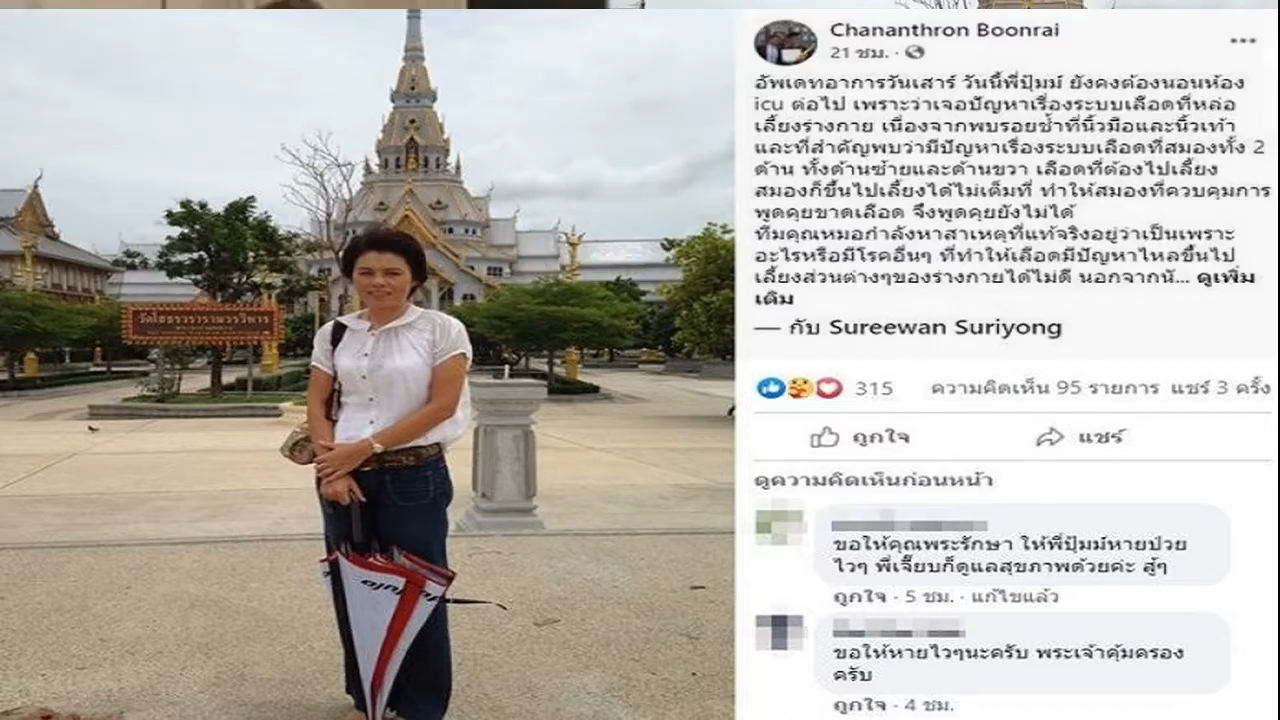 Chananthron Boonrai
21 ชม. ·
อัพเดทอาการวันเสาร์ วันนี้พี่ปุ้มม์ ยังคงต้องนอนห้อง
icu ต่อไป เพราะว่าเจอปัญหาเรื่องระบบเลือดที่หล่อ
เลี้ยงร่างกาย เนื่องจากพบรอยช้ำที่นิ้วมือและนิ้วเท้า
และที่สำคัญพบว่ามีปัญหาเรื่องระบบเลือดที่สมองทั้ง 2
ด้าน ทั้งด้านซ้ายและด้านขวา เลือดที่ต้องไปเลี้ยง
สมองก็ขึ้นไปเลี้ยงได้ไม่เต็มที่ ทำให้สมองที่ควบคุมการ
พูดคุยขาดเลือด จึงพูดคุยยังไม่ได้
ทีมคุณหมอกำลังหาสาเหตุที่แท้จริงอยู่ว่าเป็นเพราะ
อะไรหรือมีโรคอื่นๆ ที่ทำให้เลือดมีปัญหาไหลขึ้นไป
เลี้ยงส่วนต่างๆของร่างกายได้ไม่ดี นอกจากนั... ดูเพิ่ม
เติม
— กับ Sureewan Suriyong
315 ความคิดเห็น 95 รายการ แชร์ 3 ครั้ง
ถูกใจ แชร์
ดูความคิดเห็นก่อนหน้า
ขอให้คุณพระรักษา ให้พี่ปุ้มม์หายป่วย
ไวๆ พี่เจี๊ยบก็ดูแลสุขภาพด้วยค่ะ สู้ๆ
ถูกใจ · 5 ชม. · แก้ไขแล้ว
ขอให้หายไวๆนะครับ พระเจ้าคุ้มครอง
ครับ
ถูกใจ · 4 ชม.
วัดโสธรวรารามวรวิหาร